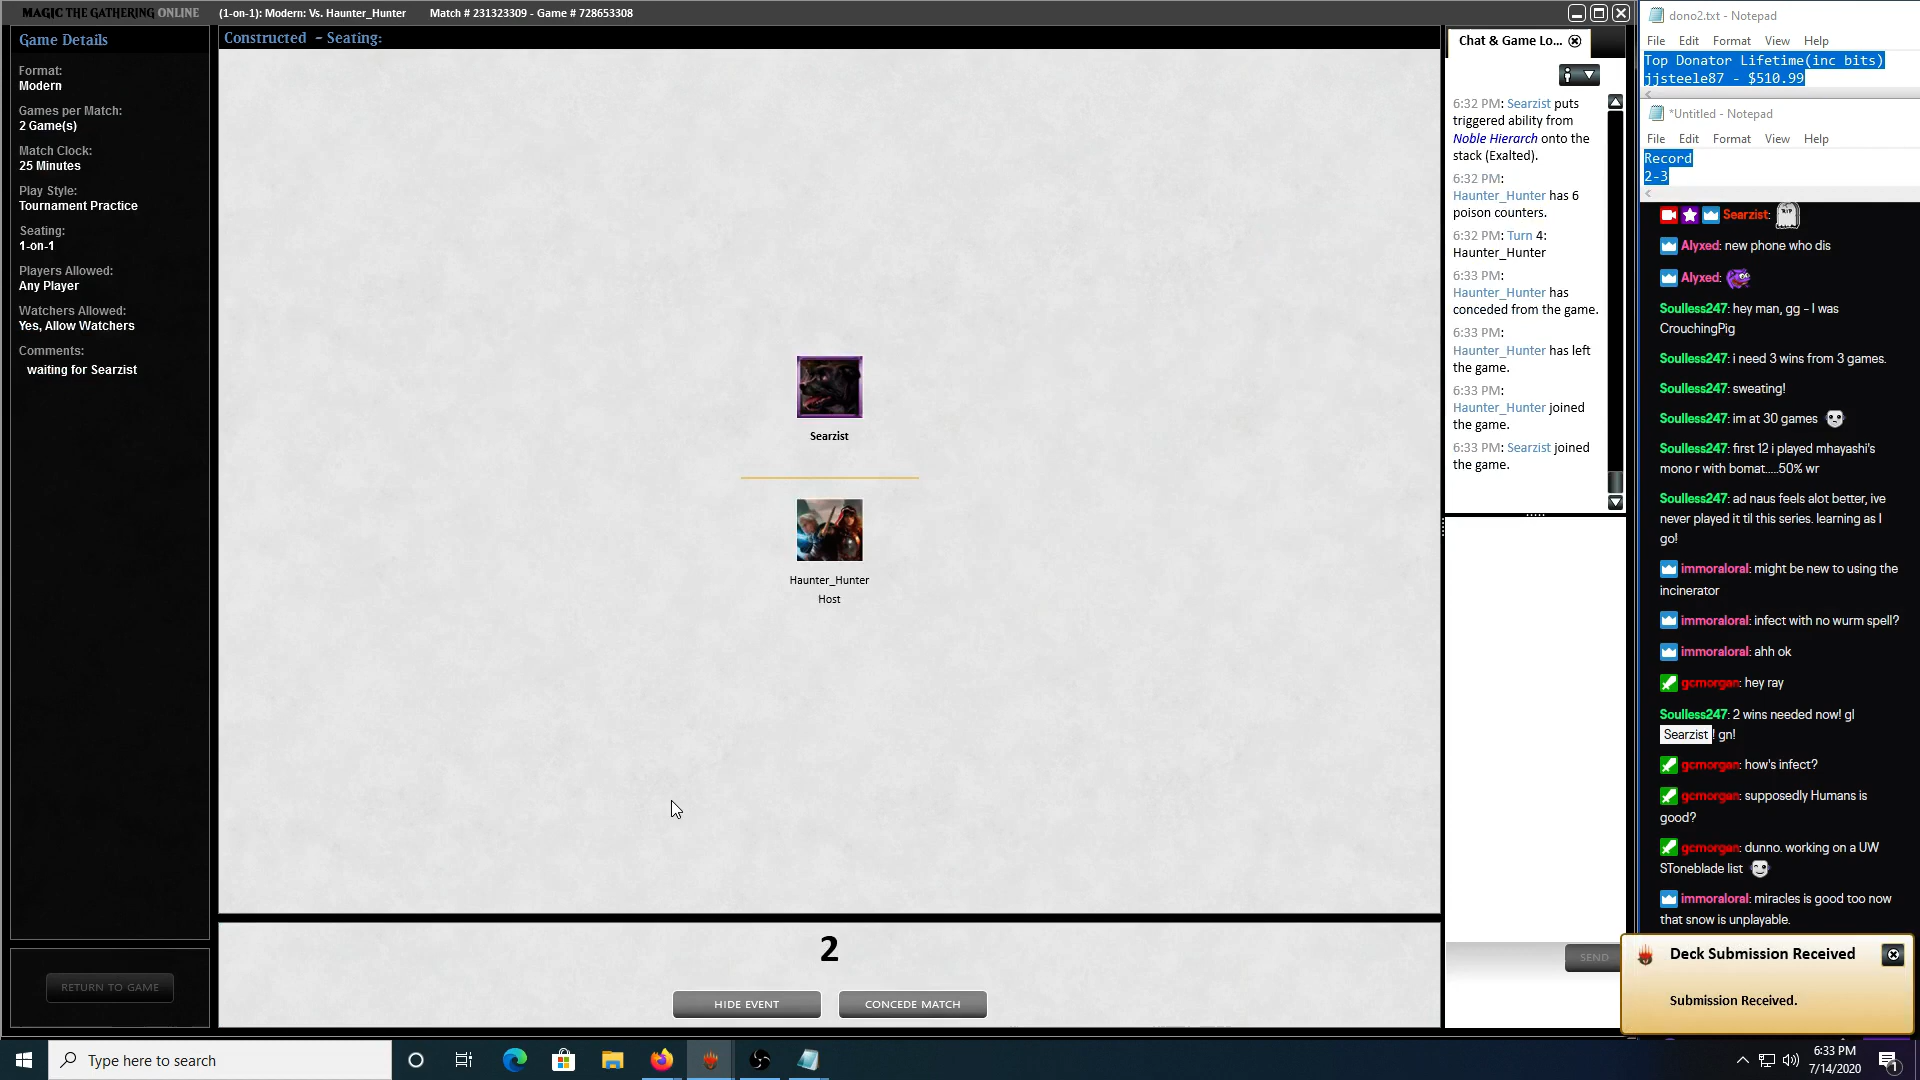 MAGIC THE GATHERING ONLINE (1-on-1): Modern: Vs. Haunter_Hunter Match # 231323309 - Game # 728653308
Game Details
Format:
Modern
Games per Match:
2 Game(s)
Match Clock:
25 Minutes
Play Style:
Tournament Practice
Seating:
1-on-1
Players Allowed:
Any Player
Watchers Allowed:
Yes, Allow Watchers
Comments:
waiting for Searzist
RETURN TO GAME
Constructed - Seating:
Searzist
Haunter_Hunter
Host
2
HIDE EVENT CONCEDE MATCH
Chat & Game Lo...
6:32 PM: Searzist puts
triggered ability from
Noble Hierarch onto the
stack (Exalted).
6:32 PM:
Haunter_Hunter has 6
poison counters.
6:32 PM: Turn 4:
Haunter_Hunter
6:33 PM:
Haunter_Hunter has
conceded from the game.
6:33 PM:
Haunter_Hunter has left
the game.
6:33 PM:
Haunter_Hunter joined
the game.
6:33 PM: Searzist joined
the game.
SEND
dono2.txt - Notepad
File Edit Format View Help
Top Donator Lifetime(inc bits)
jjsteele87 - $510.99
*Untitled - Notepad
File Edit Format View Help
Record
2-3
Searzist: RIP
Alyxed: new phone who dis
Alyxed:
Soulless247: hey man, gg - I was
CrouchingPig
Soulless247: i need 3 wins from 3 games.
Soulless247: sweating!
Soulless247: im at 30 games
Soulless247: first 12 i played mhayashi's
mono r with bomat.....50% wr
Soulless247: ad naus feels alot better, ive
never played it til this series. learning as I
go!
immoraloral: might be new to using the
incinerator
immoraloral: infect with no wurm spell?
immoraloral: ahh ok
gcmorgan: hey ray
Soulless247: 2 wins needed now! gl
Searzist! gn!
gcmorgan: how's infect?
gcmorgan: supposedly Humans is
good?
gcmorgan: dunno. working on a UW
SToneblade list
immoraloral: miracles is good too now
that snow is unplayable.
Deck Submission Received
Submission Received.
Type here to search
6:33 PM
7/14/2020
1